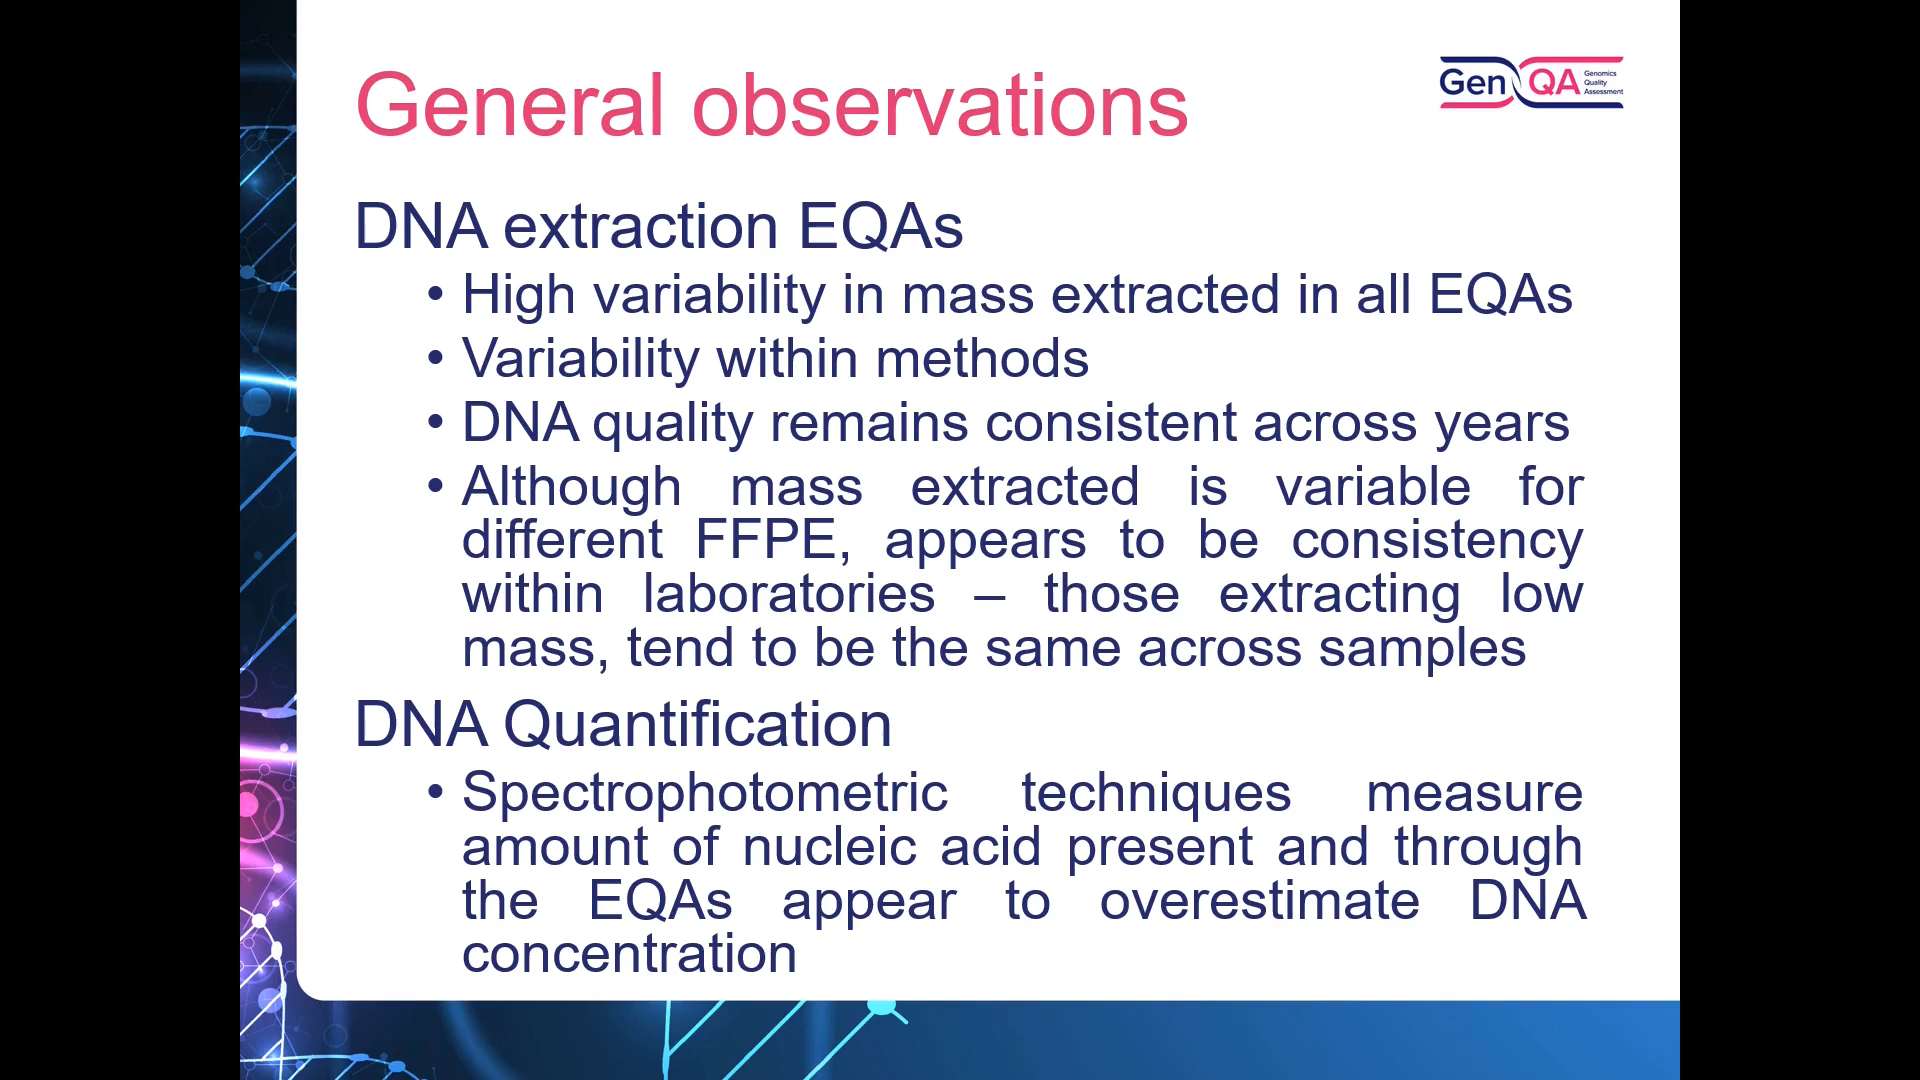 General observations
Gen QA Genomics
Quality
Assessment
DNA extraction EQAs
• High variability in mass extracted in all EQAs
• Variability within methods
• DNA quality remains consistent across years
• Although mass extracted is variable for
different FFPE, appears to be consistency
within laboratories – those extracting low
mass, tend to be the same across samples
DNA Quantification
• Spectrophotometric techniques measure
amount of nucleic acid present and through
the EQAs appear to overestimate DNA
concentration